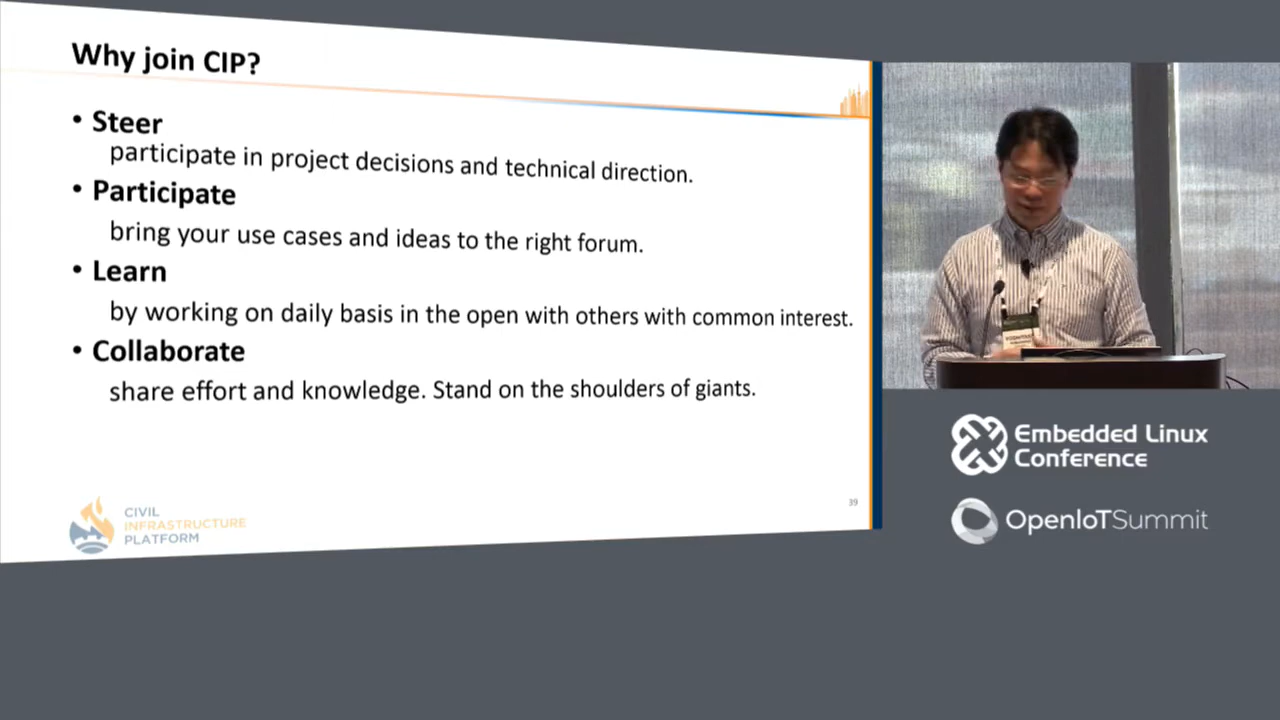 Why join CIP?
• Steer
participate in project decisions and technical direction.
• Participate
bring your use cases and ideas to the right forum.
• Learn
by working on daily basis in the open with others with common interest.
• Collaborate
share effort and knowledge. Stand on the shoulders of giants.
39
CIVIL
INFRASTRUCTURE
PLATFORM
Embedded Linux
Conference
OpenIoTSummit